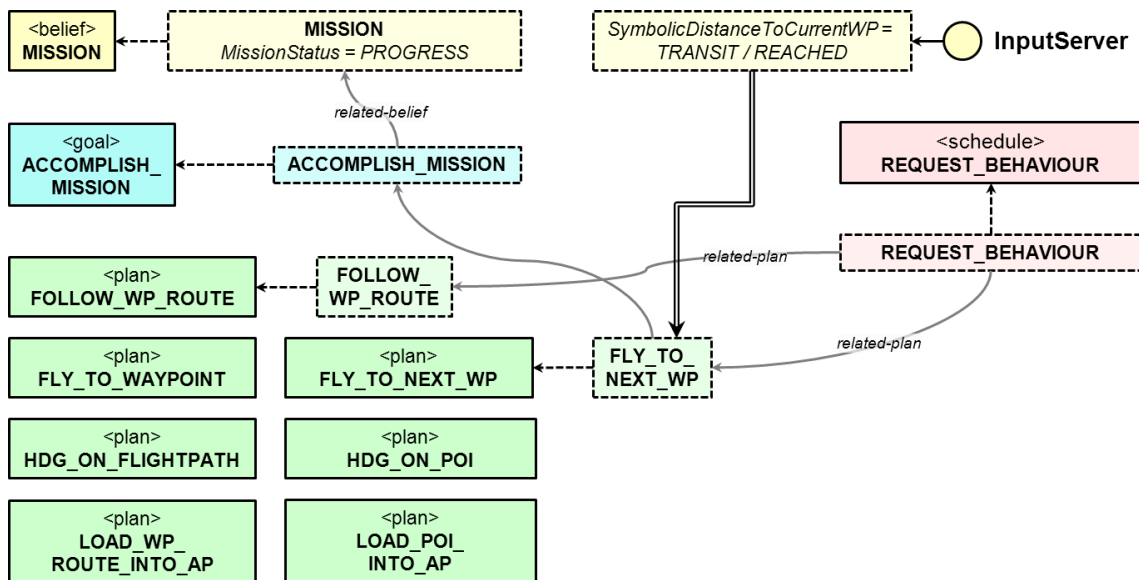 <belief>
MISSION
MISSION
MissionStatus = PROGRESS
SymbolicDistanceToCurrentWP =
TRANSIT / REACHED
InputServer
related-belief
<goal>
ACCOMPLISH_
MISSION
ACCOMPLISH_MISSION
<schedule>
REQUEST_BEHAVIOUR
REQUEST_BEHAVIOUR
related-plan
<plan>
FOLLOW_WP_ROUTE
FOLLOW_
WP_ROUTE
related-plan
<plan>
FLY_TO_WAYPOINT
<plan>
FLY_TO_NEXT_WP
FLY_TO_
NEXT_WP
<plan>
HDG_ON_FLIGHTPATH
<plan>
HDG_ON_POI
<plan>
LOAD_WP_
ROUTE_INTO_AP
<plan>
LOAD_POI_
INTO_AP